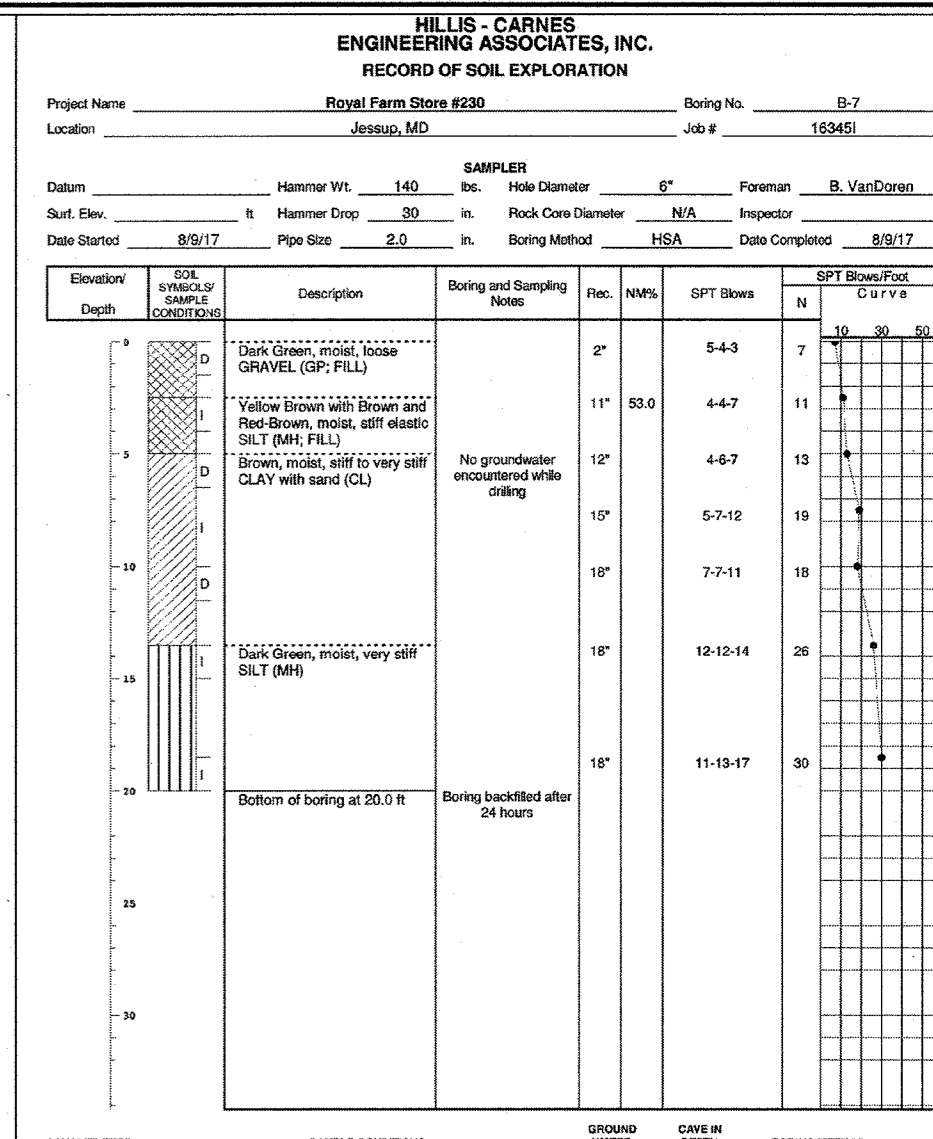 HILLIS - CARNES
ENGINEERING ASSOCIATES, INC.
RECORD OF SOIL EXPLORATION
Project Name Royal Farm Store #230 Boring No. B-7
Location Jessup, MD Job # 16345I
SAMPLER
Datum Hammer Wt. 140 lbs. Hole Diameter 6" Foreman B. VanDoren
Surf. Elev. ft Hammer Drop 30 in. Rock Core Diameter N/A Inspector
Date Started 8/9/17 Pipe Size 2.0 in. Boring Method HSA Date Completed 8/9/17
Elevation/ Depth SOIL SYMBOLS/ SAMPLE CONDITIONS Description Boring and Sampling Notes Rec. NM% SPT Blows SPT Blows/Foot N Curve
10 30 50
0 D Dark Green, moist, loose 2" 5-4-3 7
GRAVEL (GP; FILL)
I Yellow Brown with Brown and 11" 53.0 4-4-7 11
Red-Brown, moist, stiff elastic
SILT (MH; FILL)
5 D Brown, moist, stiff to very stiff No groundwater 12" 4-6-7 13
CLAY with sand (CL) encountered while
drilling
I 15" 5-7-12 19
10 D 18" 7-7-11 18
I Dark Green, moist, very stiff 18" 12-12-14 26
SILT (MH)
15
I 18" 11-13-17 30
20 Bottom of boring at 20.0 ft Boring backfilled after
24 hours
25
30
GROUND CAVE IN